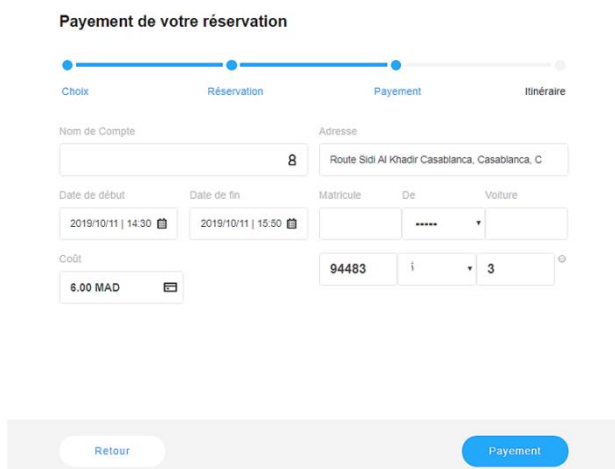 Payement de votre réservation
Choix Réservation Payement Itinéraire
Nom de Compte Adresse
Route Sidi Al Khadir Casablanca, Casablanca, C
Date de début Date de fin Matricule De Voiture
2019/10/11 | 14:30 2019/10/11 | 15:50 -----
Coût
94483 3
6.00 MAD
Retour Payement